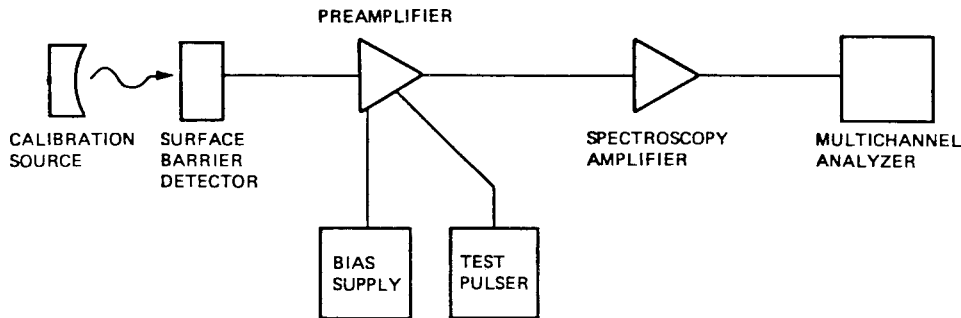 PREAMPLIFIER
CALIBRATION
SOURCE
SURFACE
BARRIER
DETECTOR
SPECTROSCOPY
AMPLIFIER
MULTICHANNEL
ANALYZER
BIAS
SUPPLY
TEST
PULSER